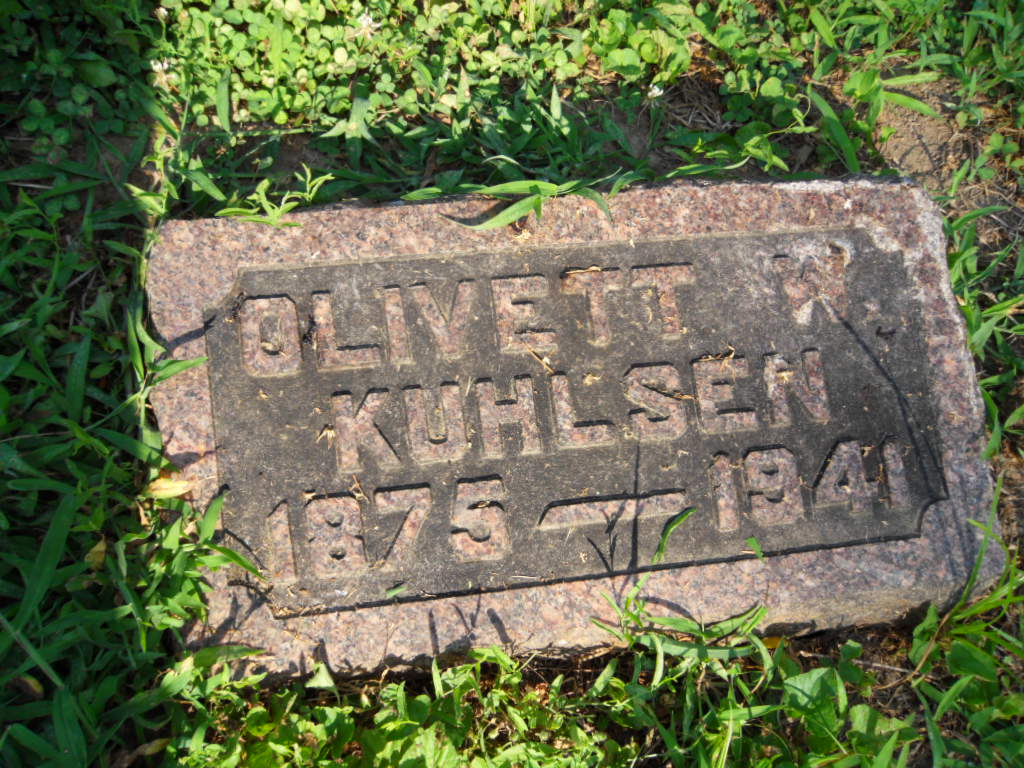 OLIVETT W
KUHLSEN
1875 — 1941